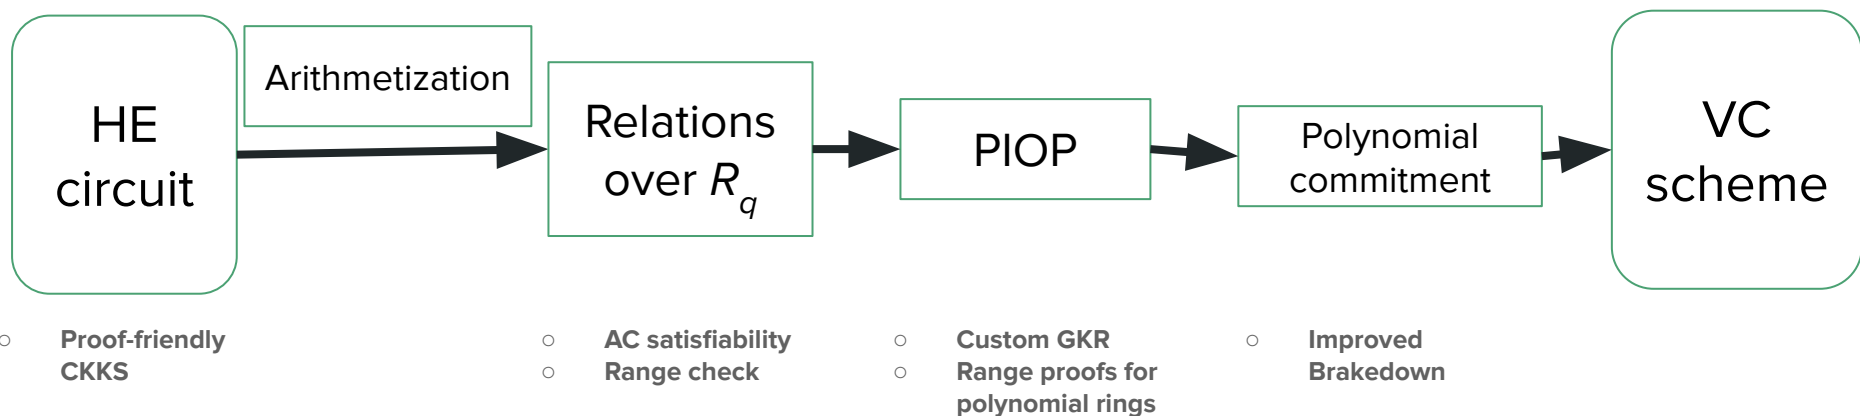 HE
circuit
Arithmetization
Relations
over R_q
PIOP
Polynomial
commitment
VC
scheme
○ Proof-friendly
CKKS
○ AC satisfiability
○ Range check
○ Custom GKR
○ Range proofs for
polynomial rings
○ Improved
Brakedown